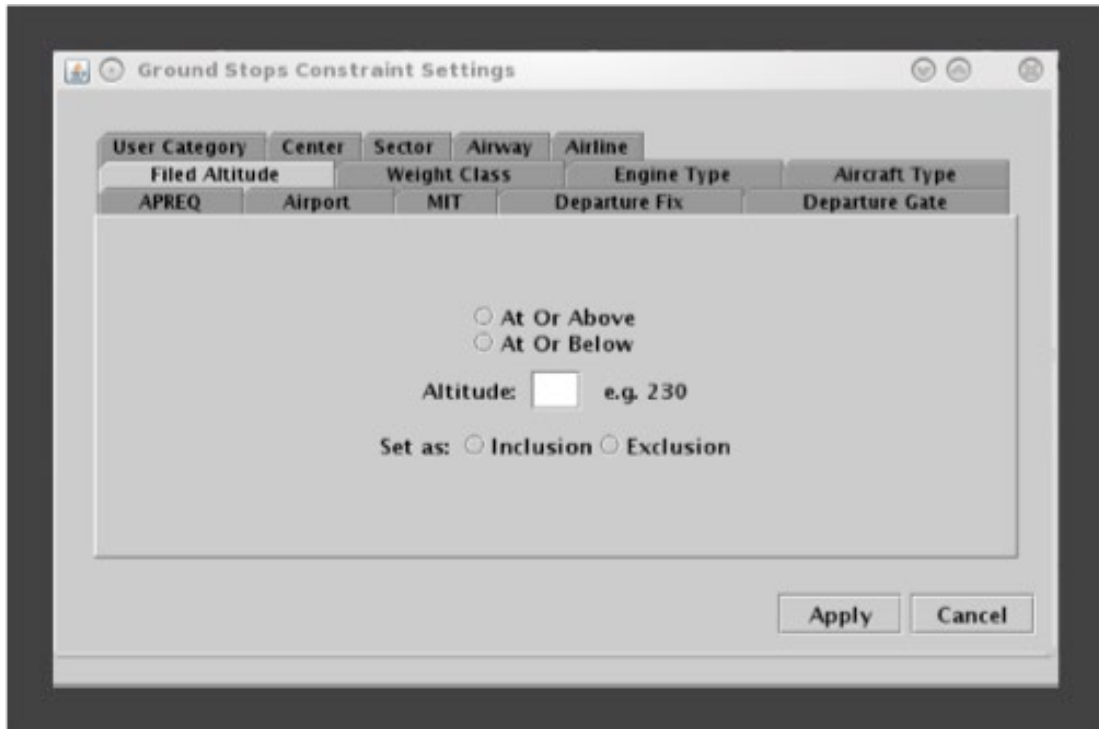 Ground Stops Constraint Settings
User Category Center Sector Airway Airline
Filed Altitude Weight Class Engine Type Aircraft Type
APREQ Airport MIT Departure Fix Departure Gate
At Or Above
At Or Below
Altitude: e.g. 230
Set as: Inclusion Exclusion
Apply Cancel